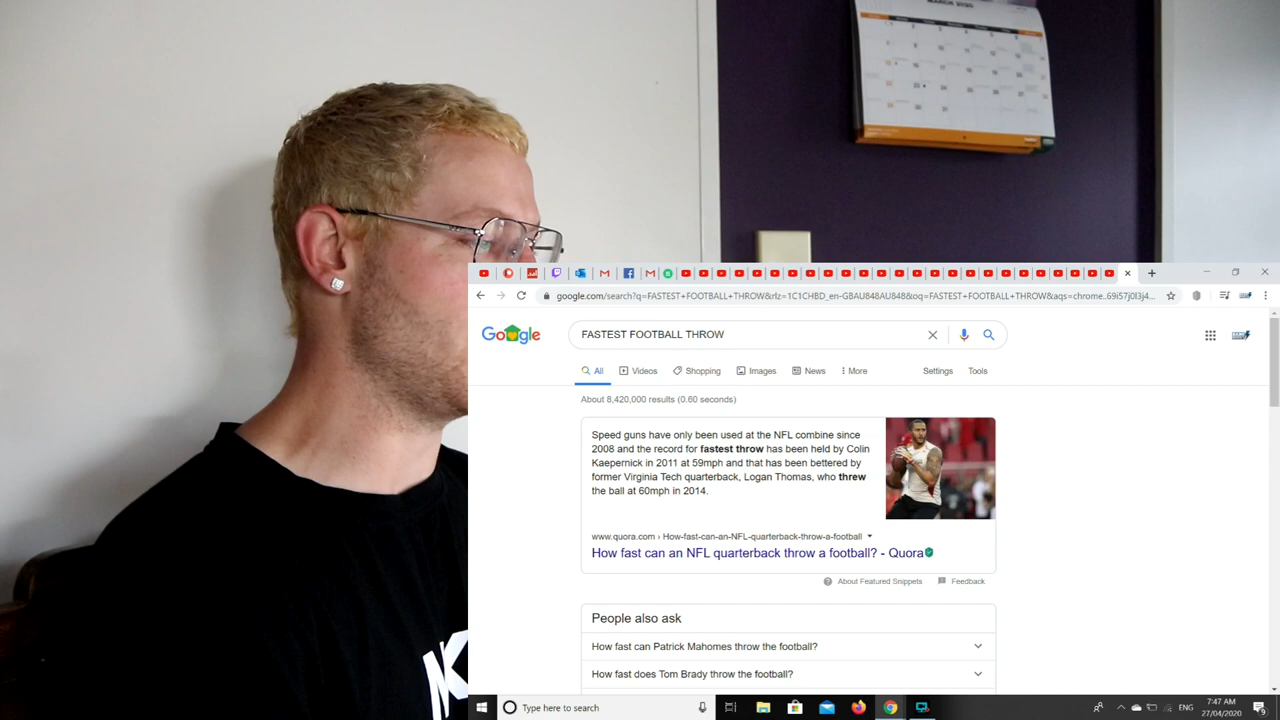 MARCH 2020
google.com/search?q=FASTEST+FOOTBALL+THROW&rlz=1C1CHBD_en-GBAU848AU848&oq=FASTEST+FOOTBALL+THROW&aqs=chrome..69i57j0l3j4...
Google
FASTEST FOOTBALL THROW
All Videos Shopping Images News More Settings Tools
About 8,420,000 results (0.60 seconds)
Speed guns have only been used at the NFL combine since
2008 and the record for fastest throw has been held by Colin
Kaepernick in 2011 at 59mph and that has been bettered by
former Virginia Tech quarterback, Logan Thomas, who threw
the ball at 60mph in 2014.
www.quora.com › How-fast-can-an-NFL-quarterback-throw-a-football
How fast can an NFL quarterback throw a football? - Quora
About Featured Snippets Feedback
People also ask
How fast can Patrick Mahomes throw the football?
How fast does Tom Brady throw the football?
Type here to search
ENG
7:47 AM
27/04/2020